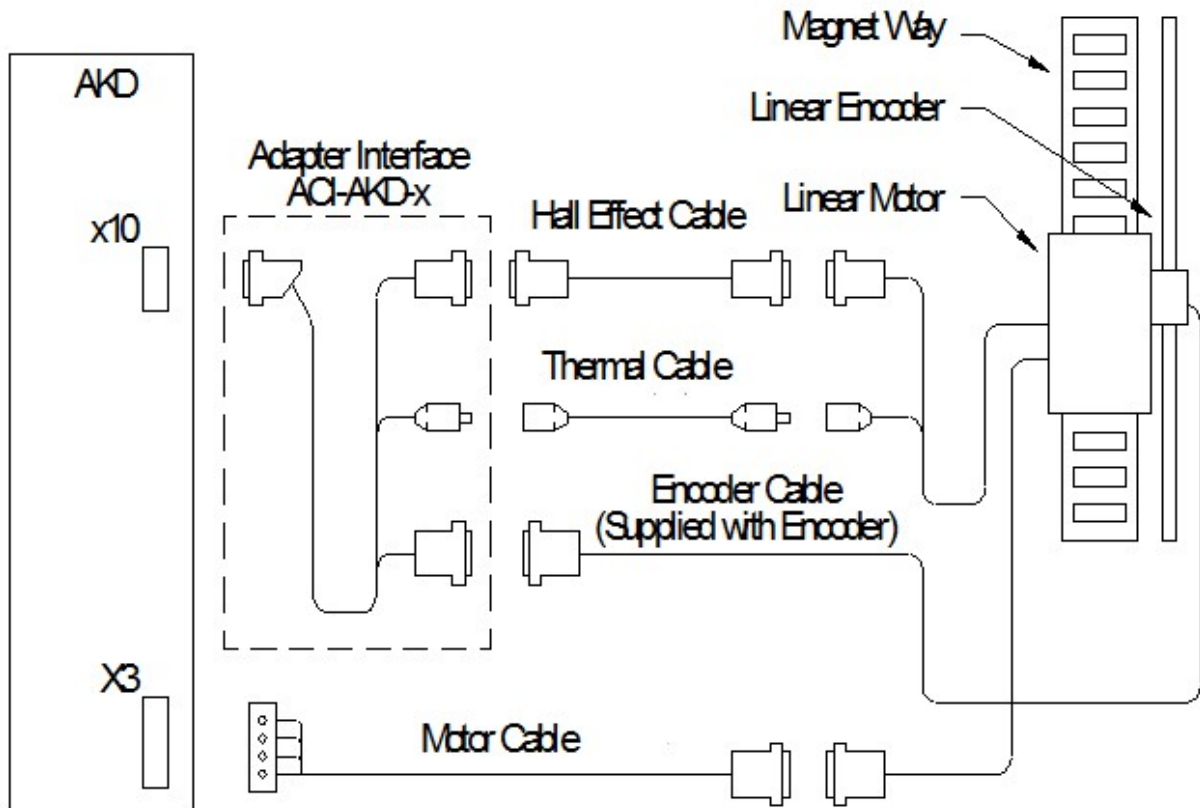 Magnet Way
AKD
Linear Encoder
Adapter Interface
ACI-AKD-x
Linear Motor
Hall Effect Cable
x10
Thermal Cable
Encoder Cable
(Supplied with Encoder)
X3
Motor Cable